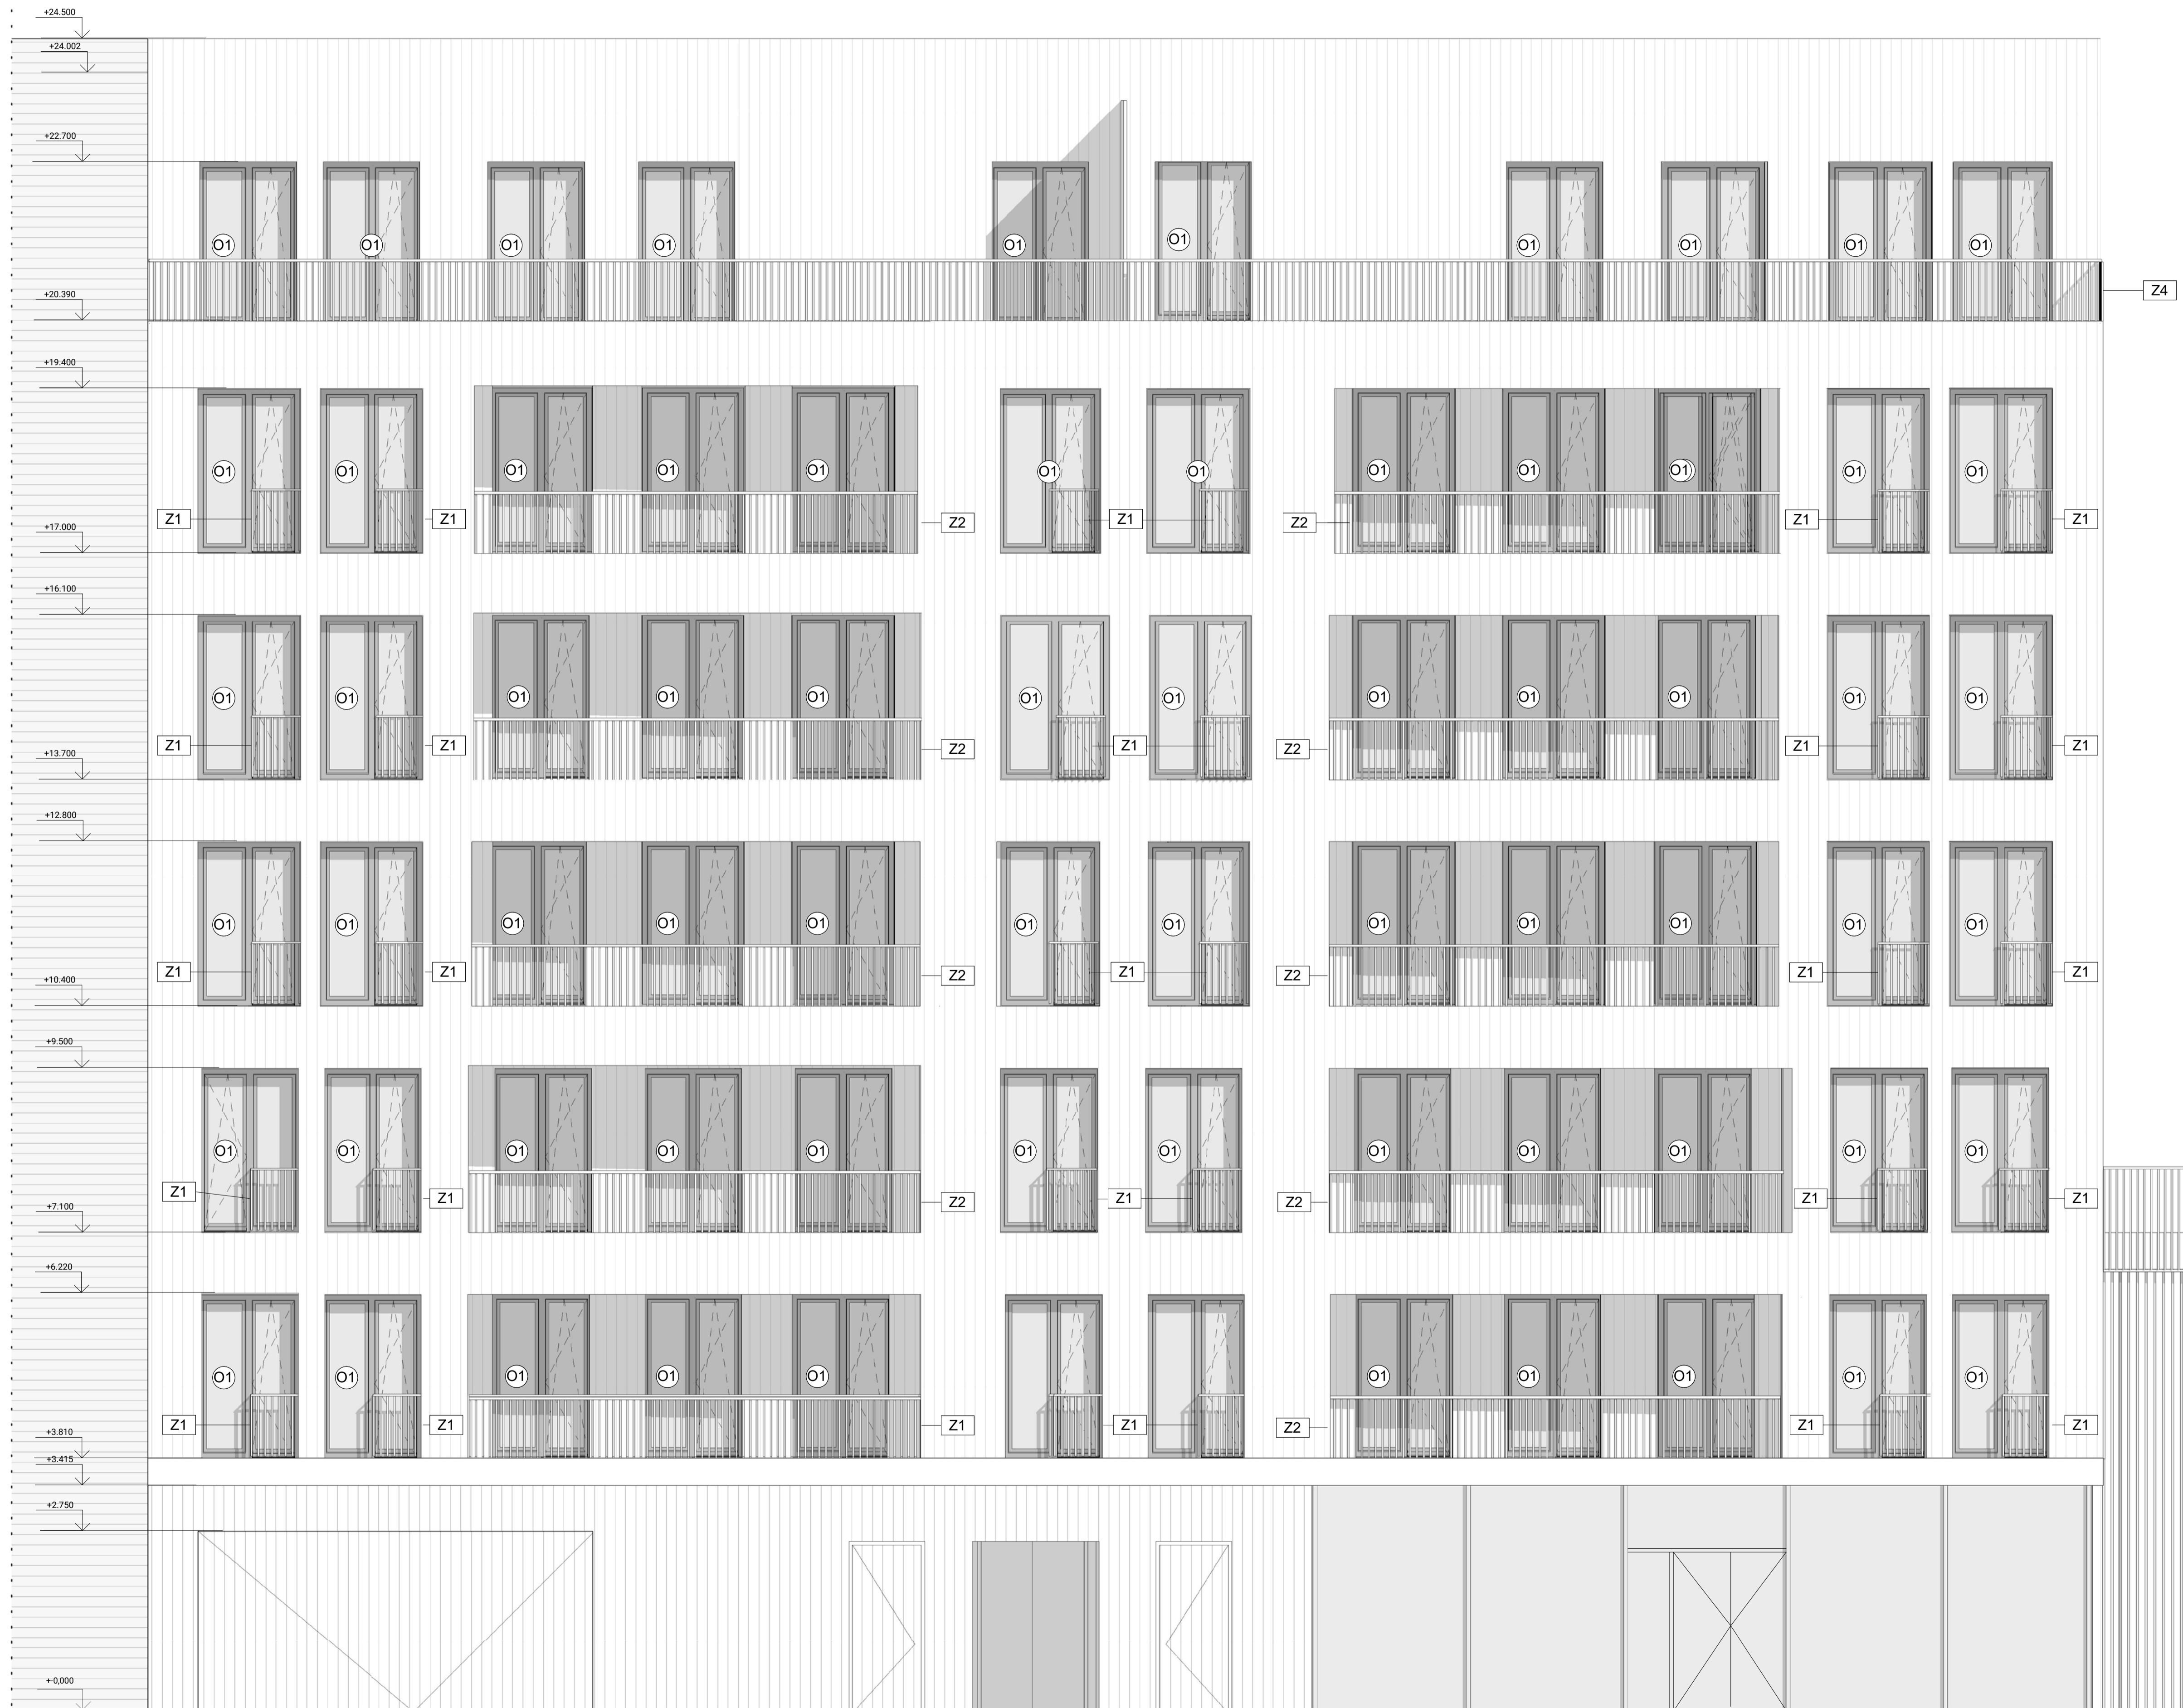 +24.500
+24.002
+22.700
O1 O1 O1 O1 O1 O1 O1 O1 O1 O1
+20.390
Z4
+19.400
O1 O1 O1 O1 O1 O1 O1 O1 O1 O1 O1 O1
Z1 Z1 Z2 Z1 Z2 Z1 Z1
+17.000
+16.100
O1 O1 O1 O1 O1 O1 O1 O1 O1 O1 O1 O1
Z1 Z1 Z2 Z1 Z2 Z1 Z1
+13.700
+12.800
O1 O1 O1 O1 O1 O1 O1 O1 O1 O1 O1 O1
Z1 Z1 Z2 Z1 Z2 Z1 Z1
+10.400
+9.500
O1 O1 O1 O1 O1 O1 O1 O1 O1 O1 O1 O1
Z1 Z1 Z2 Z1 Z2 Z1 Z1
+7.100
+6.220
O1 O1 O1 O1 O1 O1 O1 O1 O1 O1
Z1 Z1 Z1 Z1 Z2 Z1 Z1
+3.810
+3.415
+2.750
+-0,000